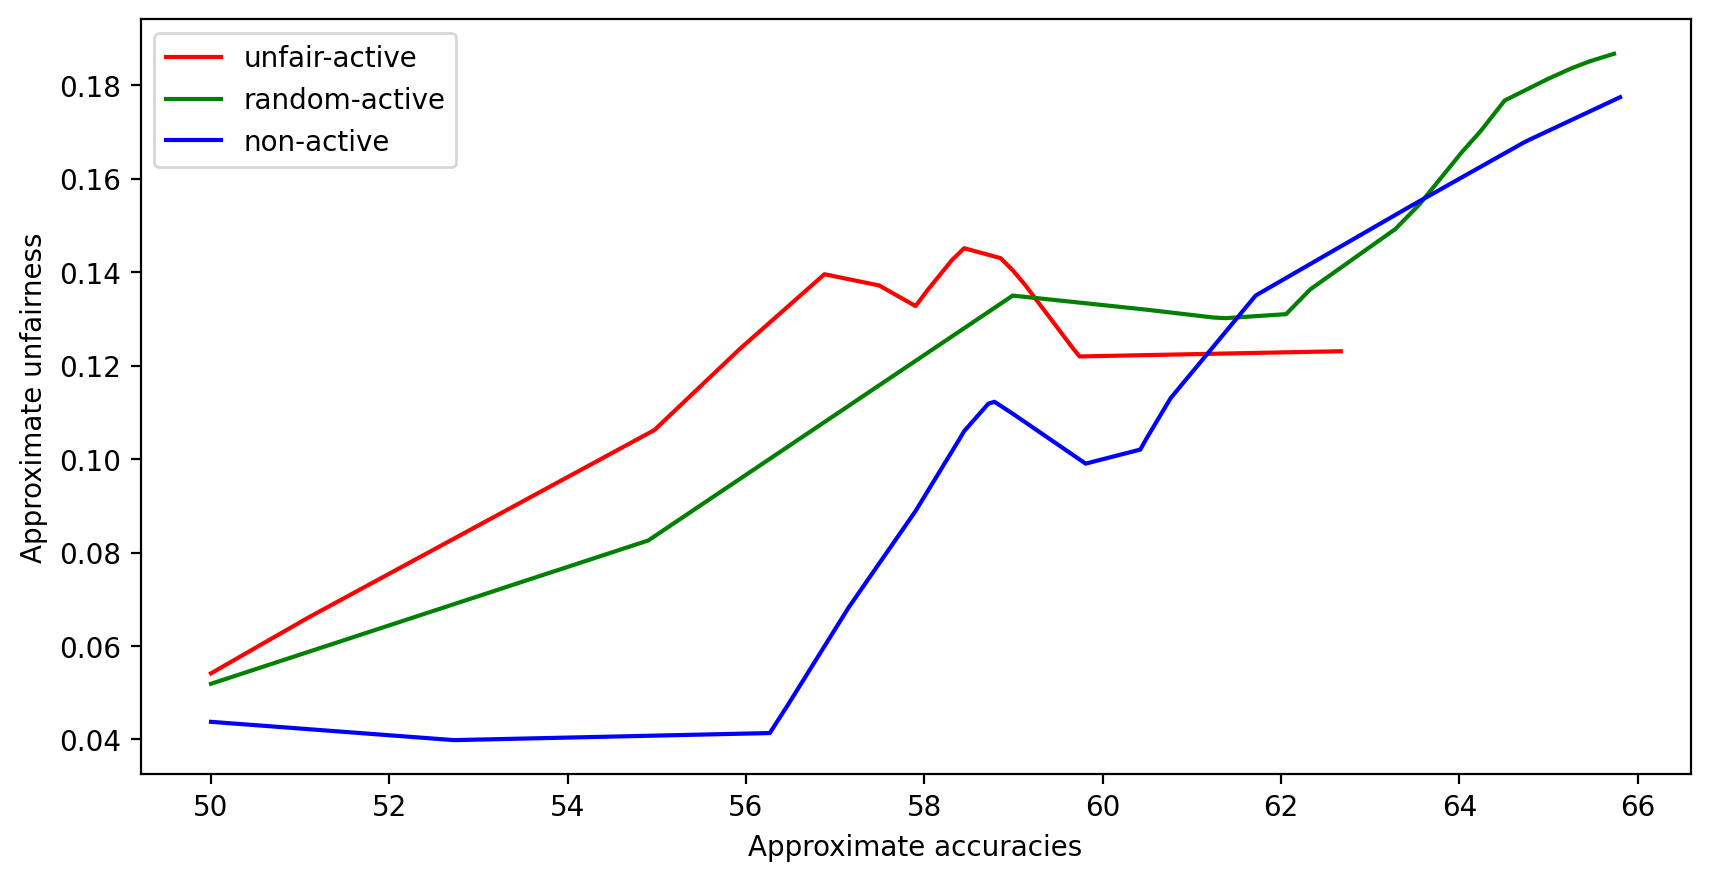 unfair-active
random-active
non-active
Approximate unfairness
0.18
0.16
0.14
0.12
0.10
0.08
0.06
0.04
50 52 54 56 58 60 62 64 66
Approximate accuracies